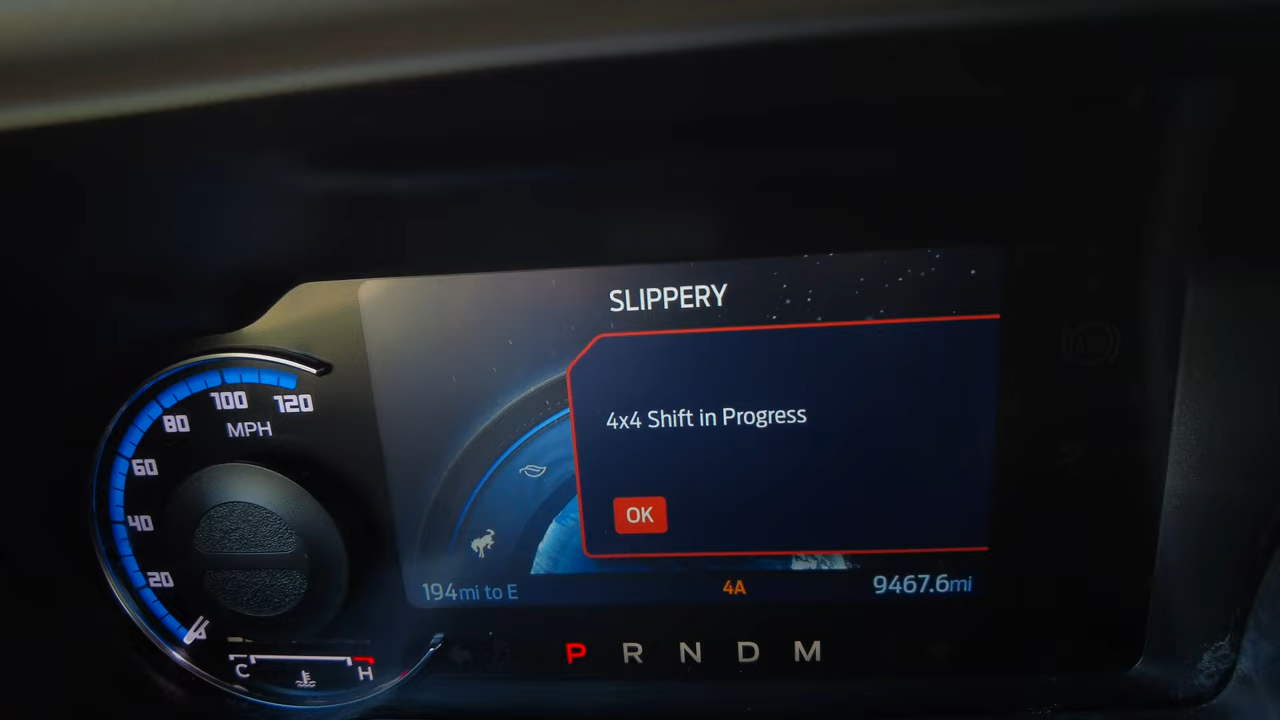 SLIPPERY
4x4 Shift in Progress
OK
120
100
80
MPH
60
40
20
194mi to E
4A
9467.6mi
C
H
P R N D M